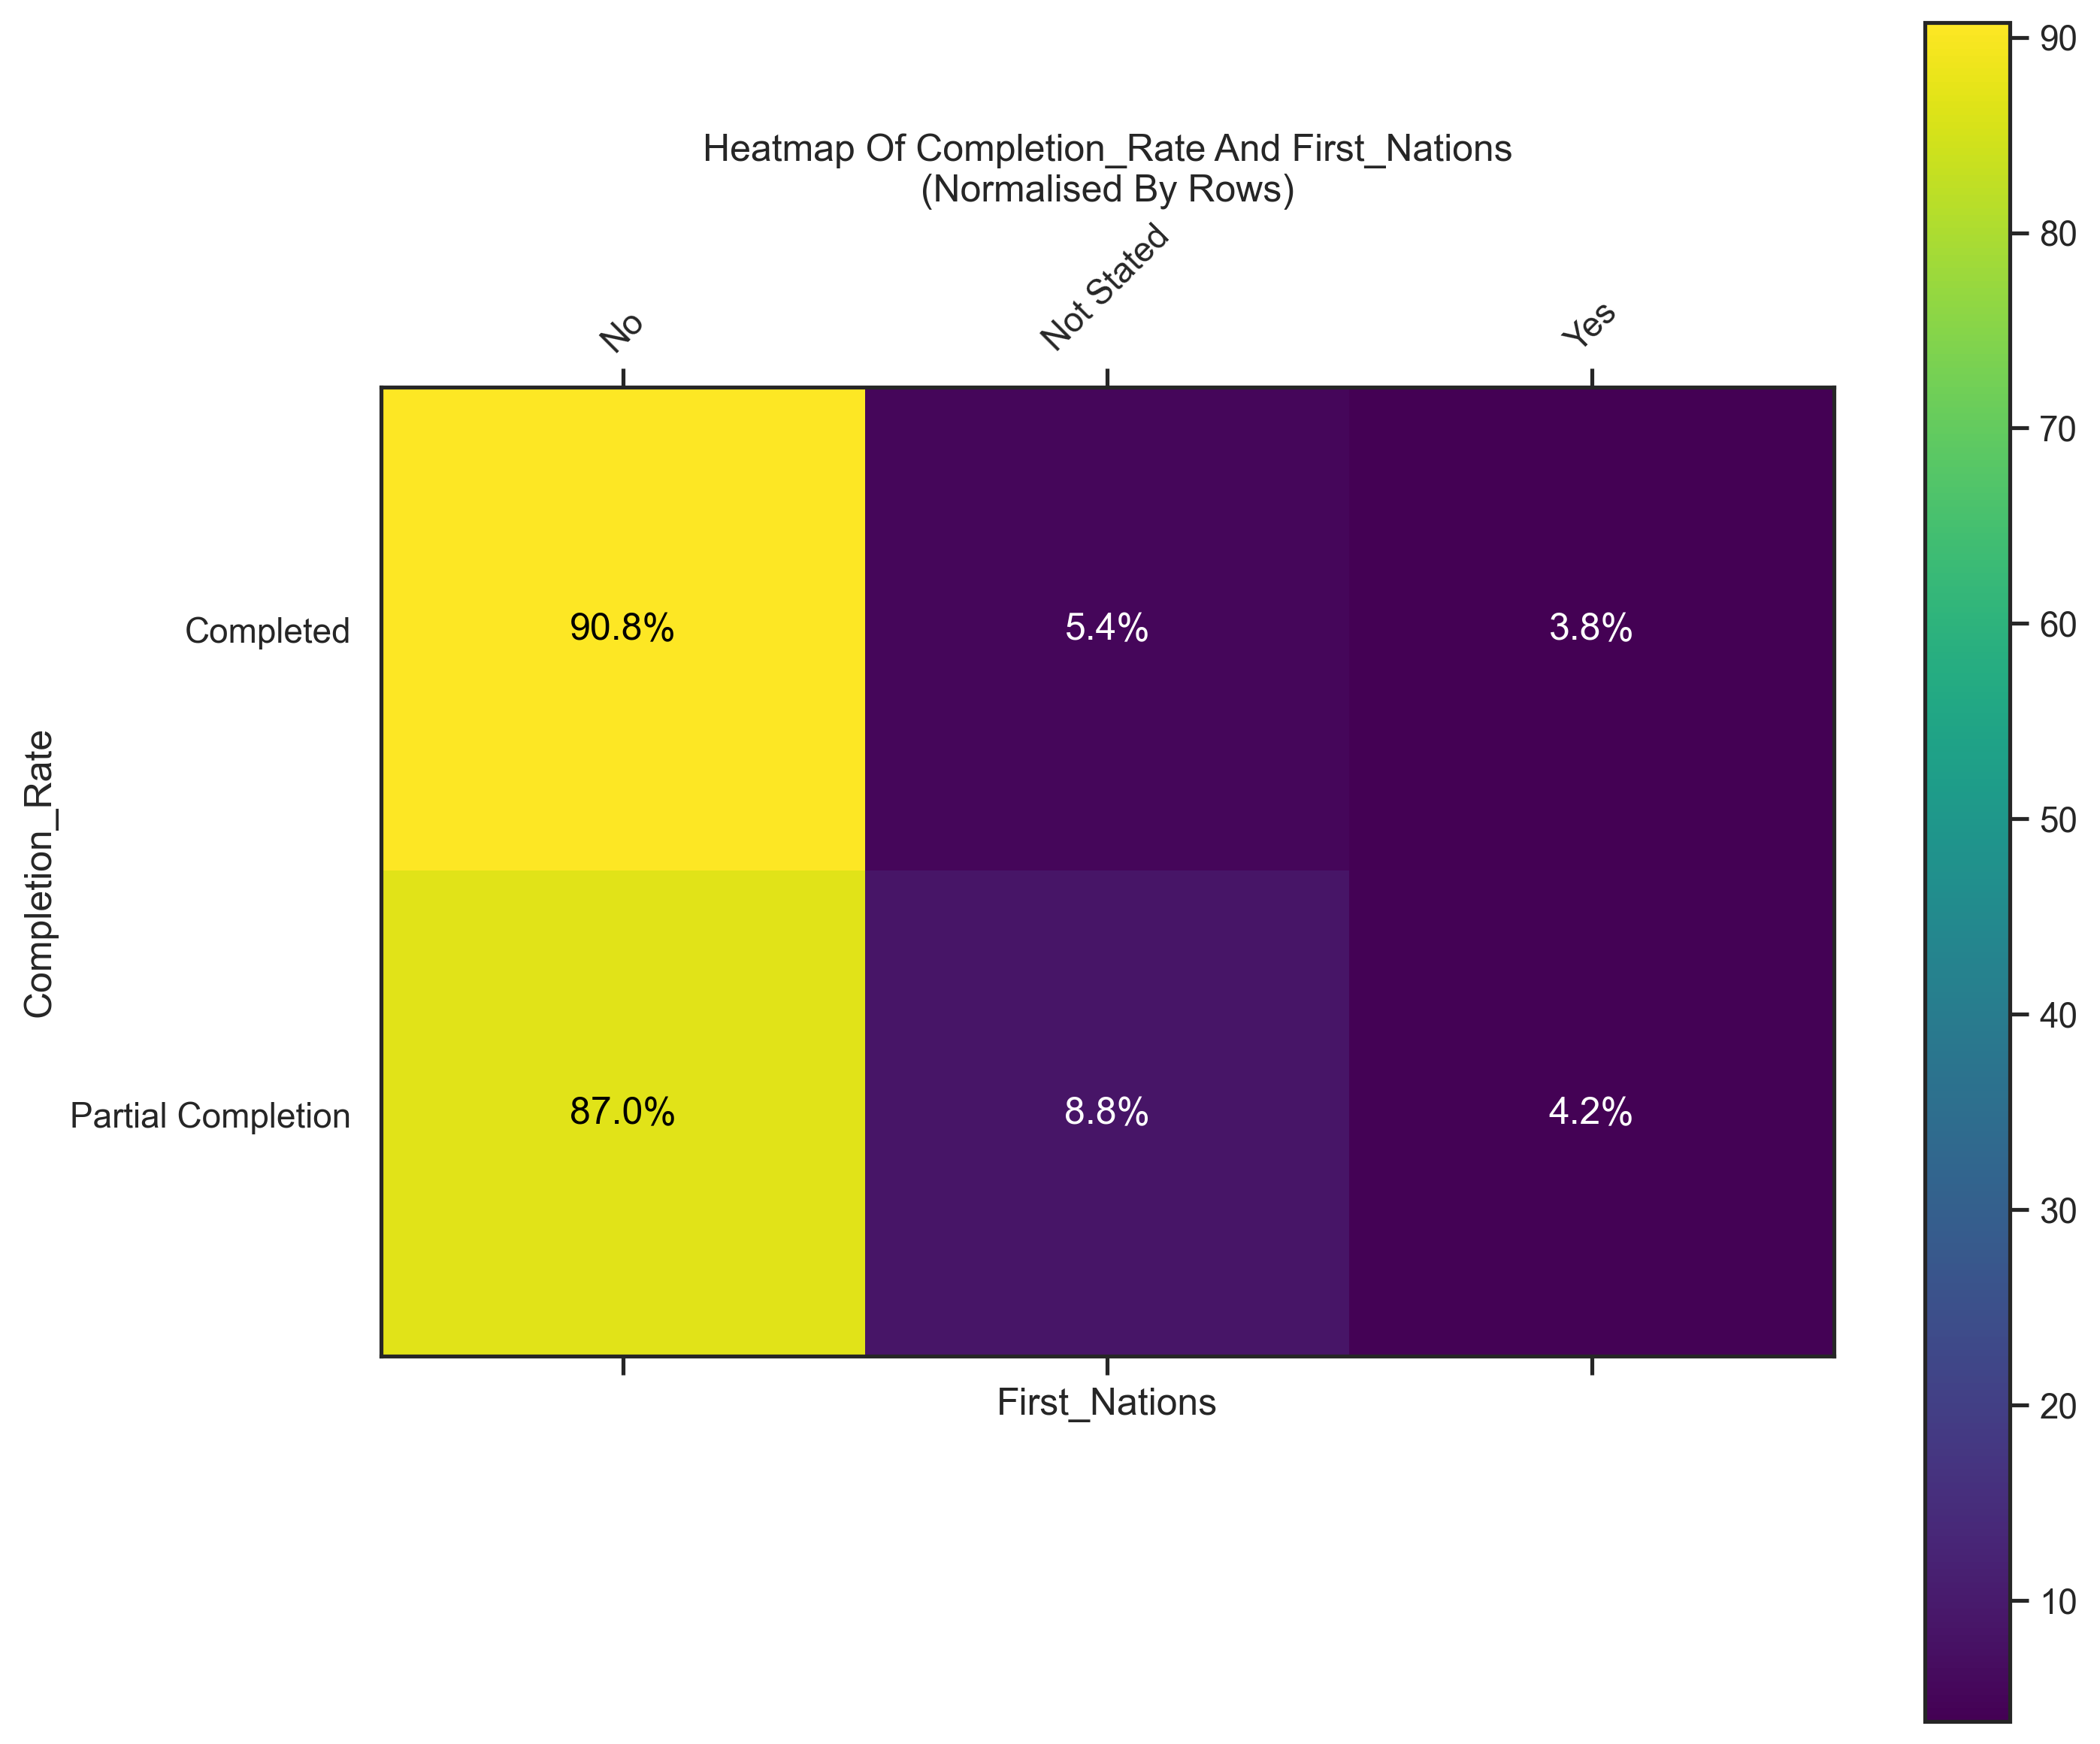 Heatmap Of Completion_Rate And First_Nations
(Normalised By Rows)
No
Not Stated
Yes
Completion_Rate
Completed
90.8%
5.4%
3.8%
Partial Completion
87.0%
8.8%
4.2%
First_Nations
90
80
70
60
50
40
30
20
10